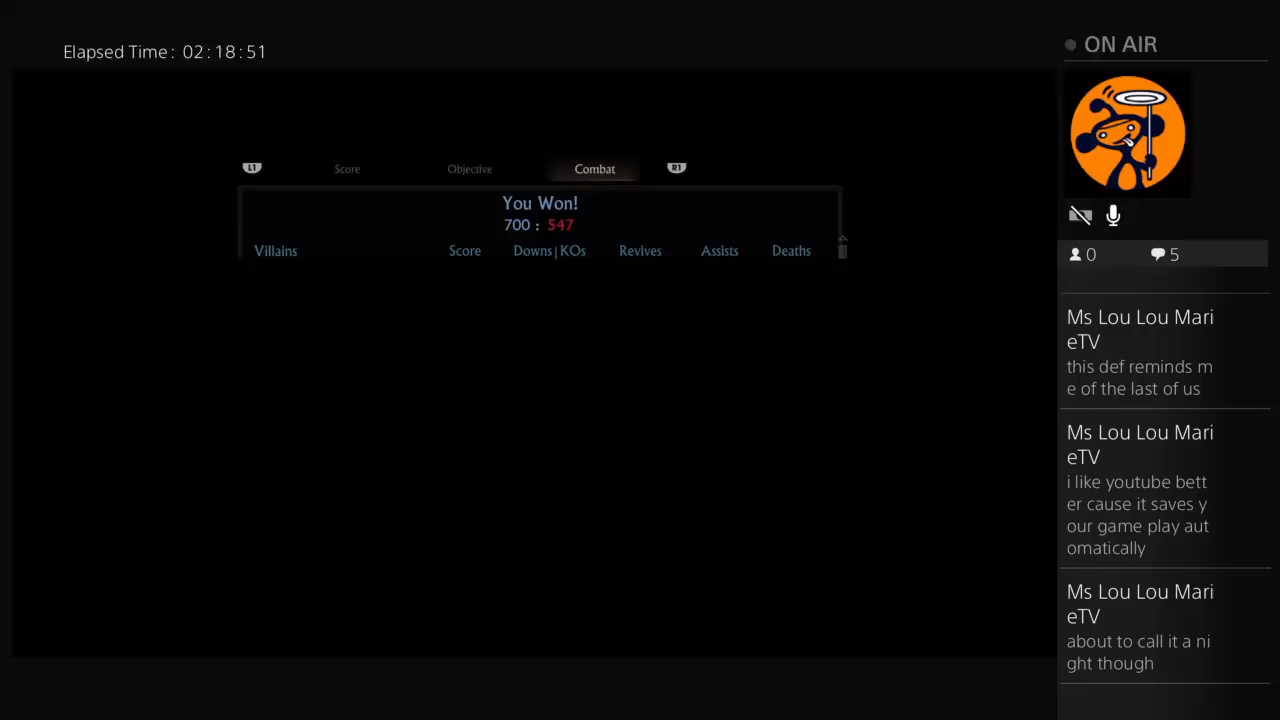 Elapsed Time: 02:18:51
ON AIR
L1 Score Objective Combat R1
You Won!
700 : 547
Villains Score Downs|KOs Revives Assists Deaths
0 5
Ms Lou Lou Mari
eTV
this def reminds m
e of the last of us
Ms Lou Lou Mari
eTV
i like youtube bett
er cause it saves y
our game play aut
omatically
Ms Lou Lou Mari
eTV
about to call it a ni
ght though